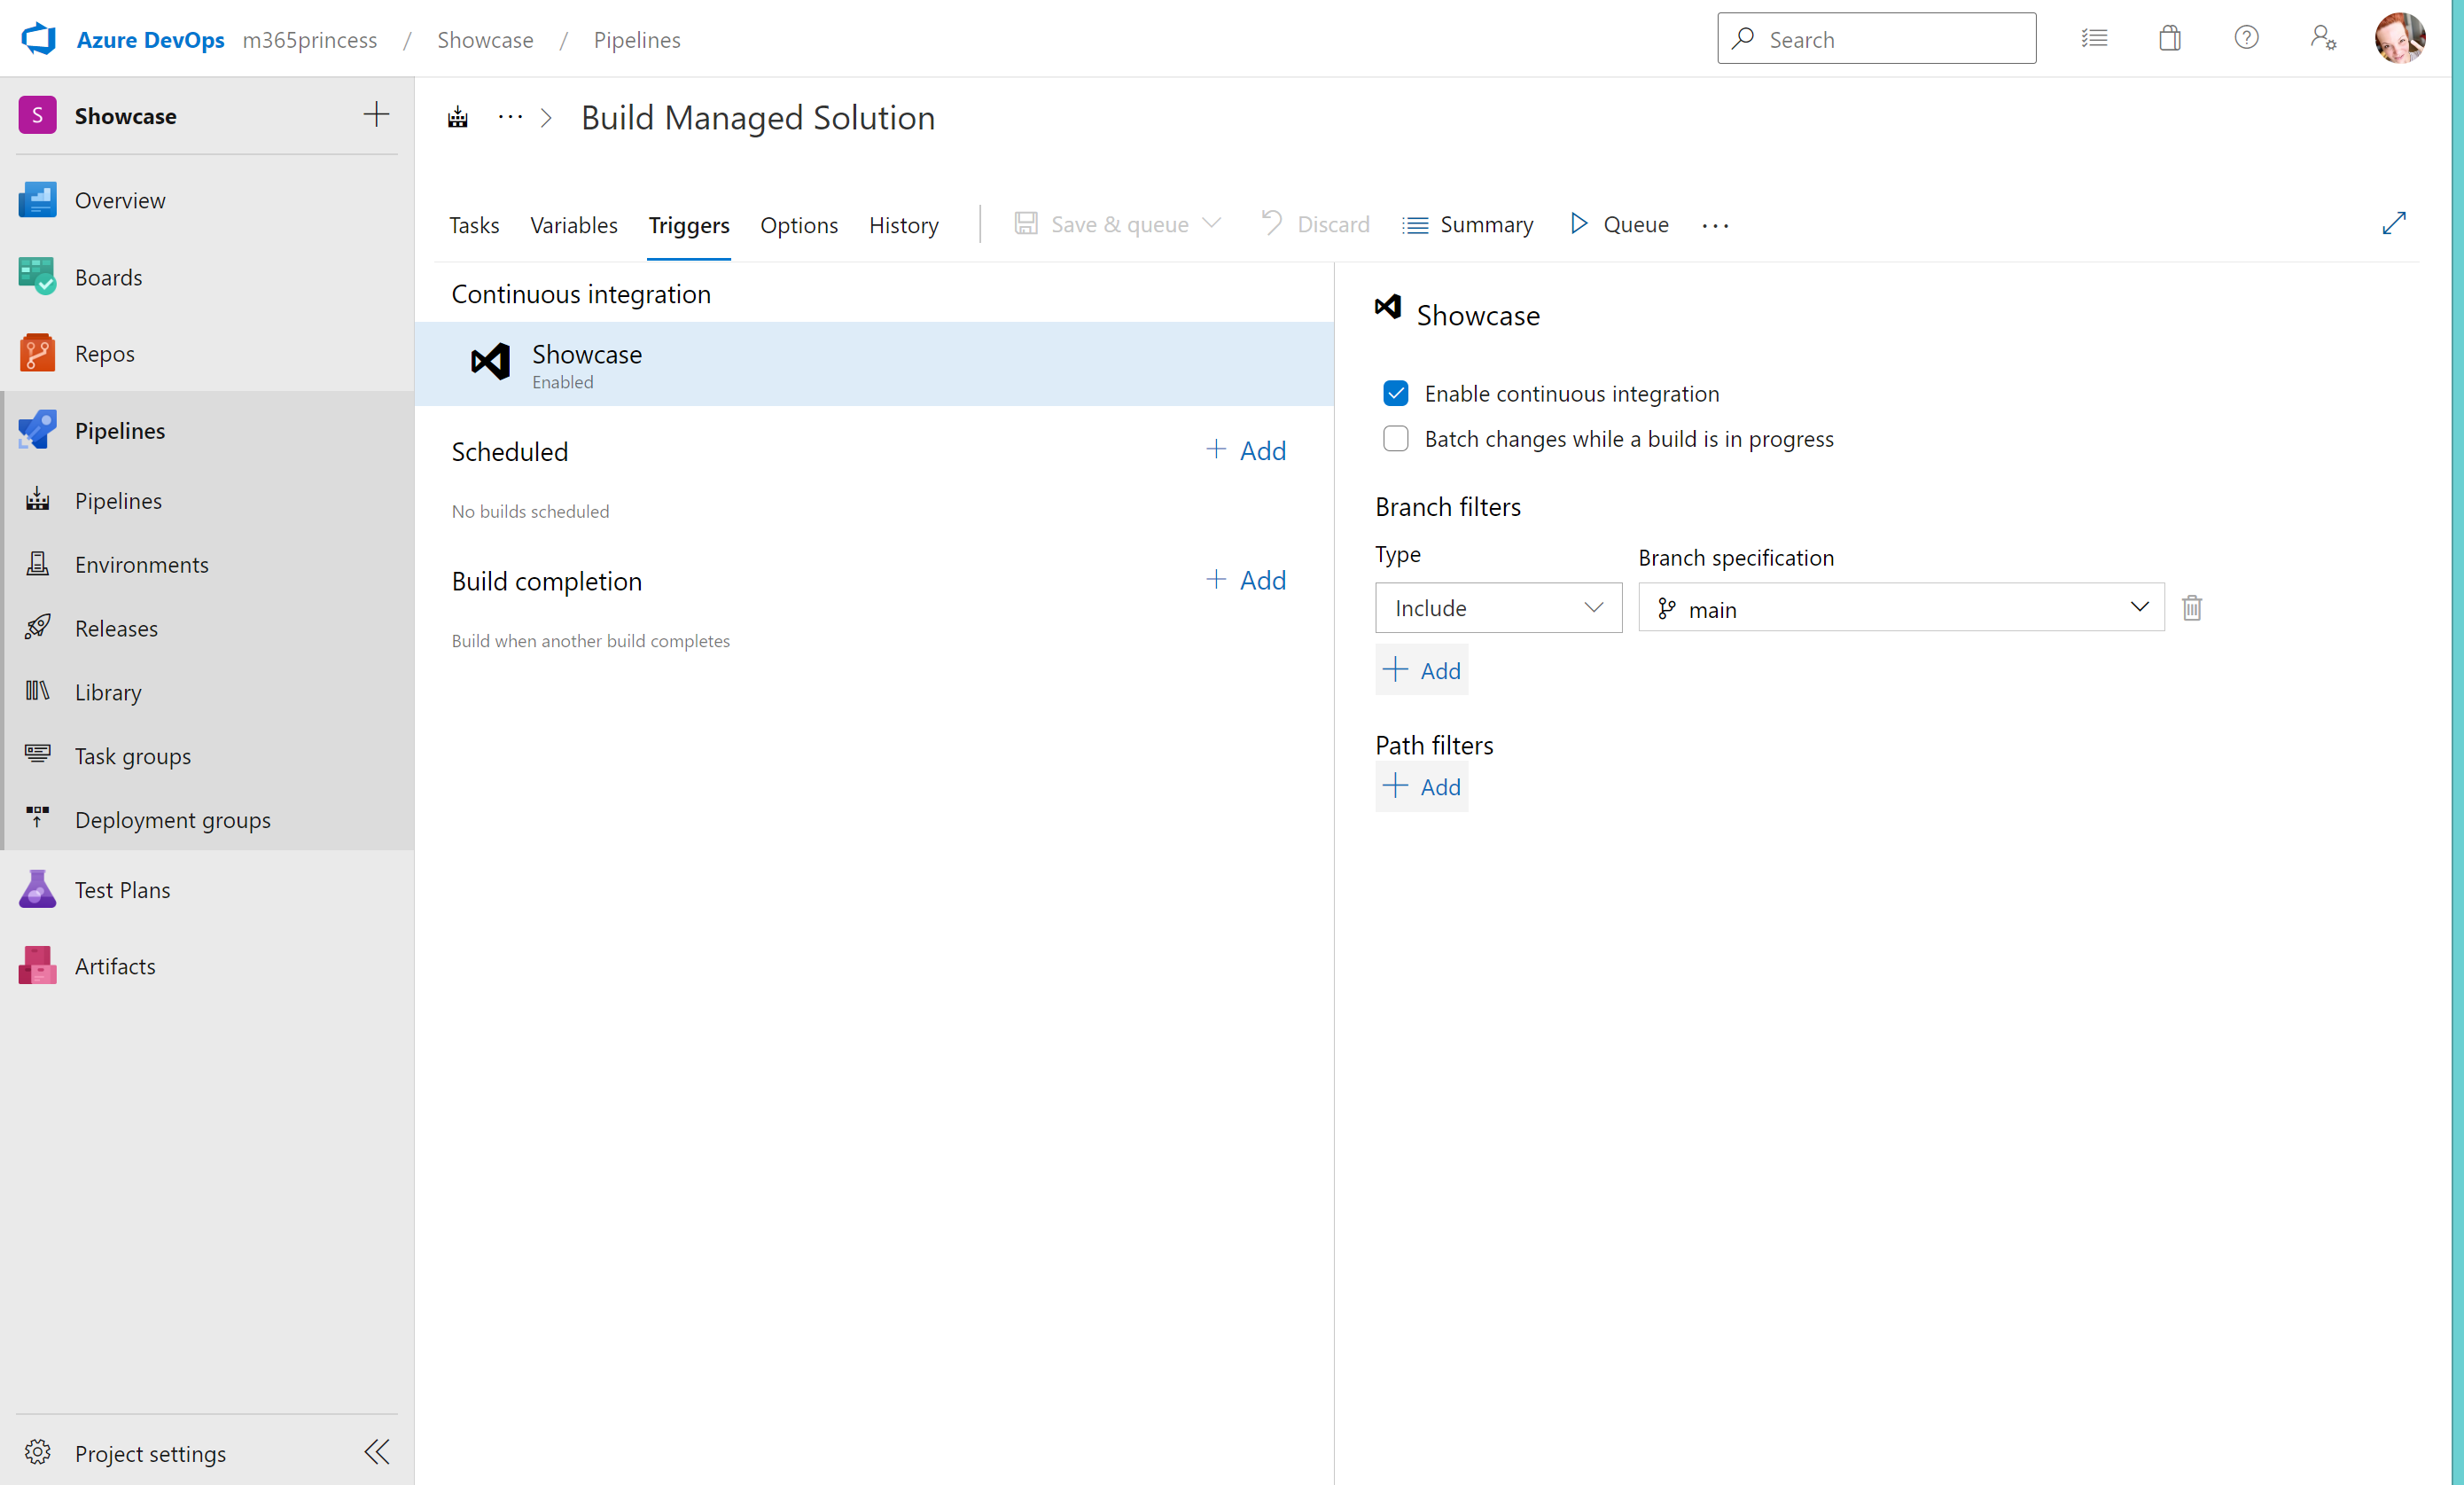 Azure DevOps m365princess / Showcase / Pipelines
Search
S Showcase
Overview
Boards
Repos
Pipelines
Pipelines
Environments
Releases
Library
Task groups
Deployment groups
Test Plans
Artifacts
Project settings
··· > Build Managed Solution
Tasks Variables Triggers Options History Save & queue Discard Summary Queue ···
Continuous integration
Showcase
Enabled
Scheduled + Add
No builds scheduled
Build completion + Add
Build when another build completes
Showcase
Enable continuous integration
Batch changes while a build is in progress
Branch filters
Type Branch specification
Include main
+ Add
Path filters
+ Add